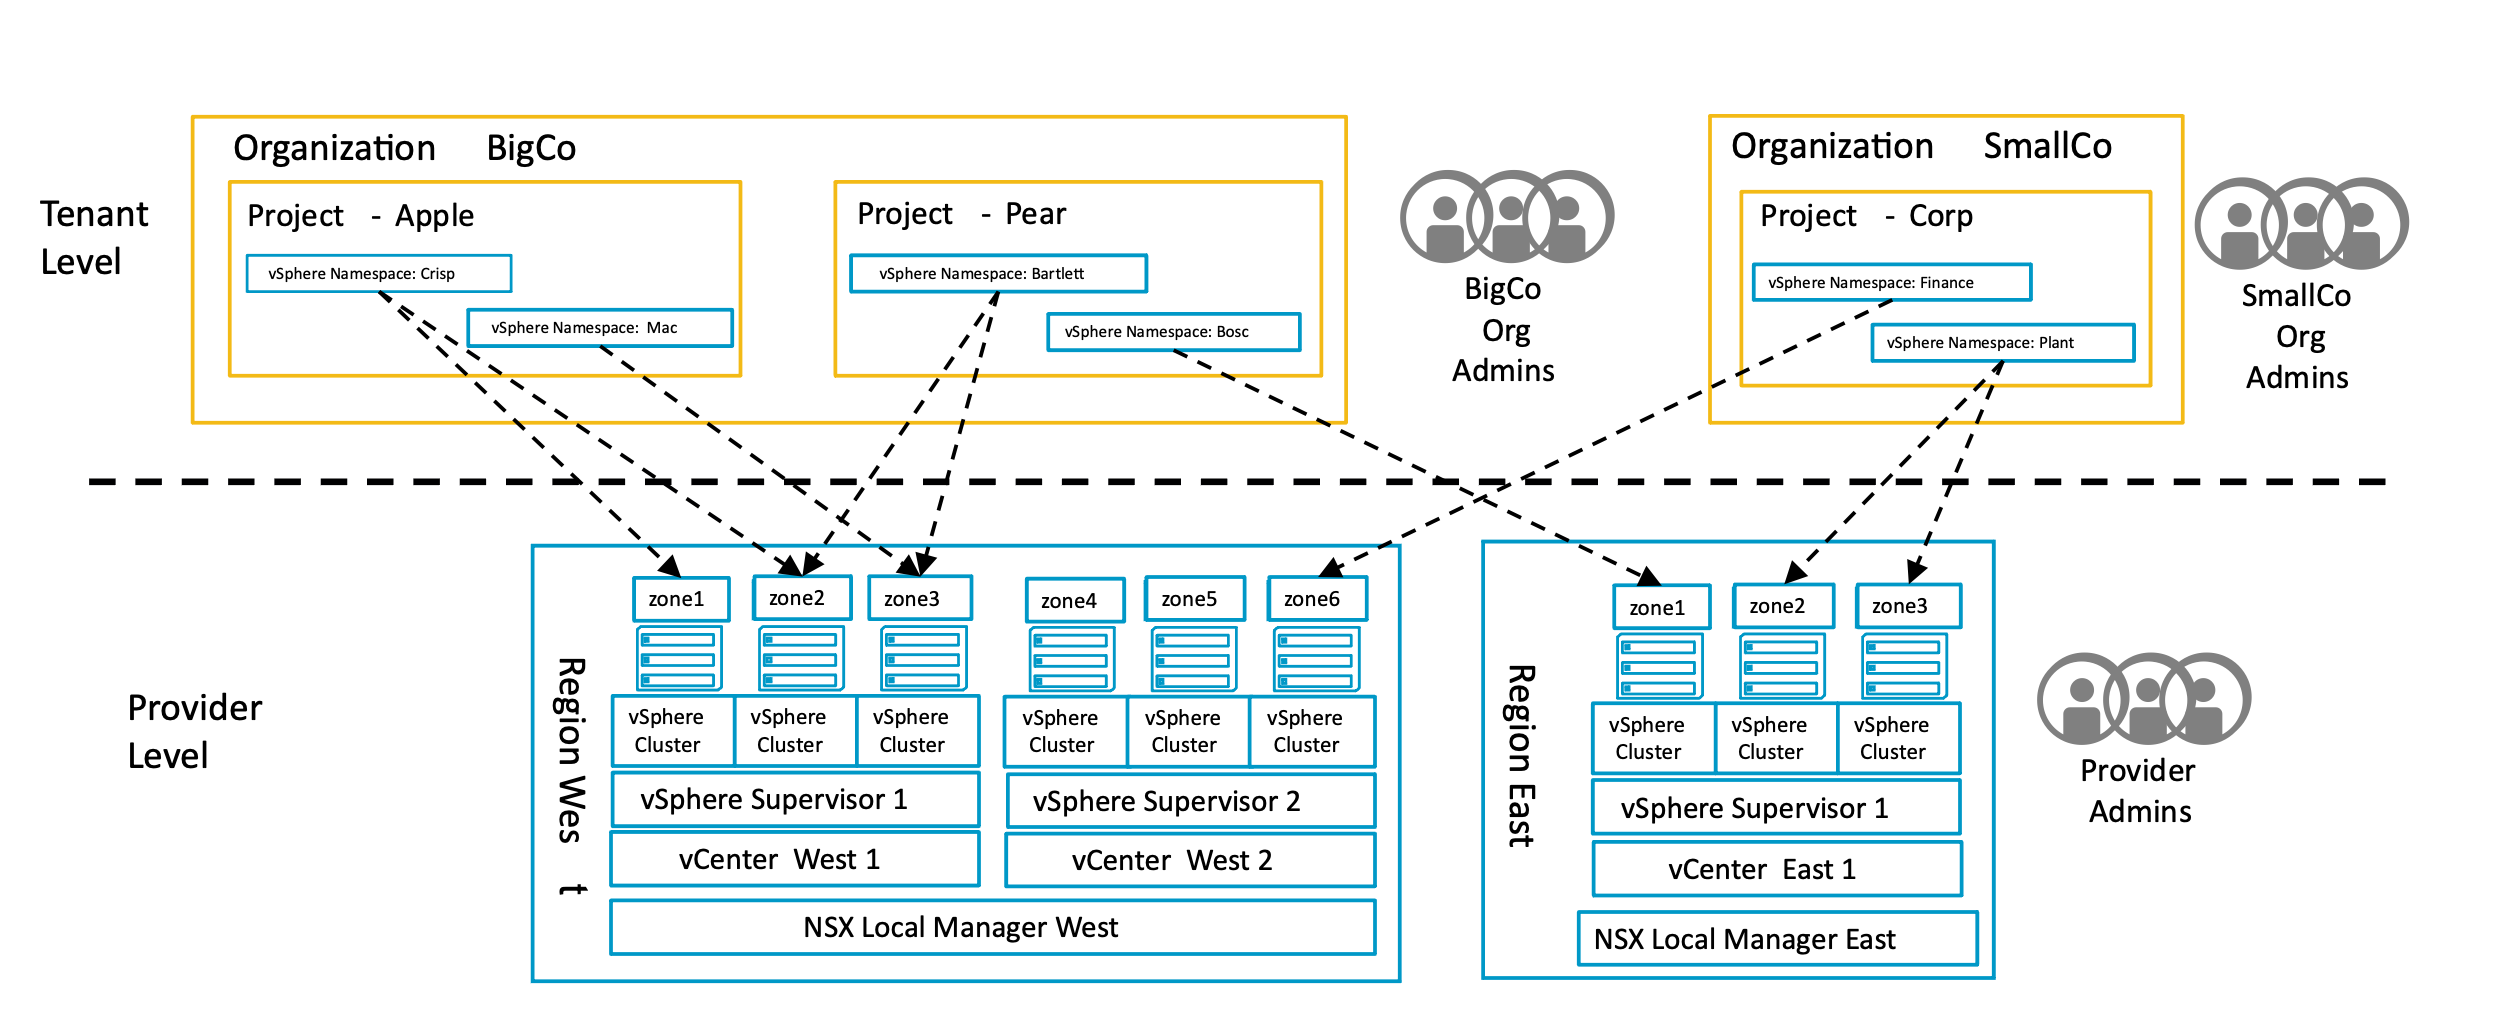 Tenant
Level
Organization BigCo
Project - Apple
vSphere Namespace: Crisp
vSphere Namespace: Mac
Project - Pear
vSphere Namespace: Bartlett
vSphere Namespace: Bosc
BigCo
Org
Admins
Organization SmallCo
Project - Corp
vSphere Namespace: Finance
vSphere Namespace: Plant
SmallCo
Org
Admins
Provider
Level
Region Wes t
zone1
zone2
zone3
zone4
zone5
zone6
vSphere
Cluster
vSphere
Cluster
vSphere
Cluster
vSphere
Cluster
vSphere
Cluster
vSphere
Cluster
vSphere Supervisor 1
vSphere Supervisor 2
vCenter West 1
vCenter West 2
NSX Local Manager West
Region East
zone1
zone2
zone3
vSphere
Cluster
vSphere
Cluster
vSphere
Cluster
vSphere Supervisor 1
vCenter East 1
NSX Local Manager East
Provider
Admins